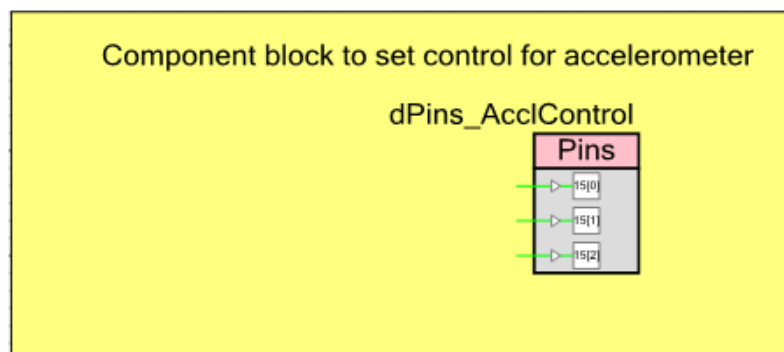 Component block to set control for accelerometer
dPins_AcclControl
Pins
15[0]
15[1]
15[2]